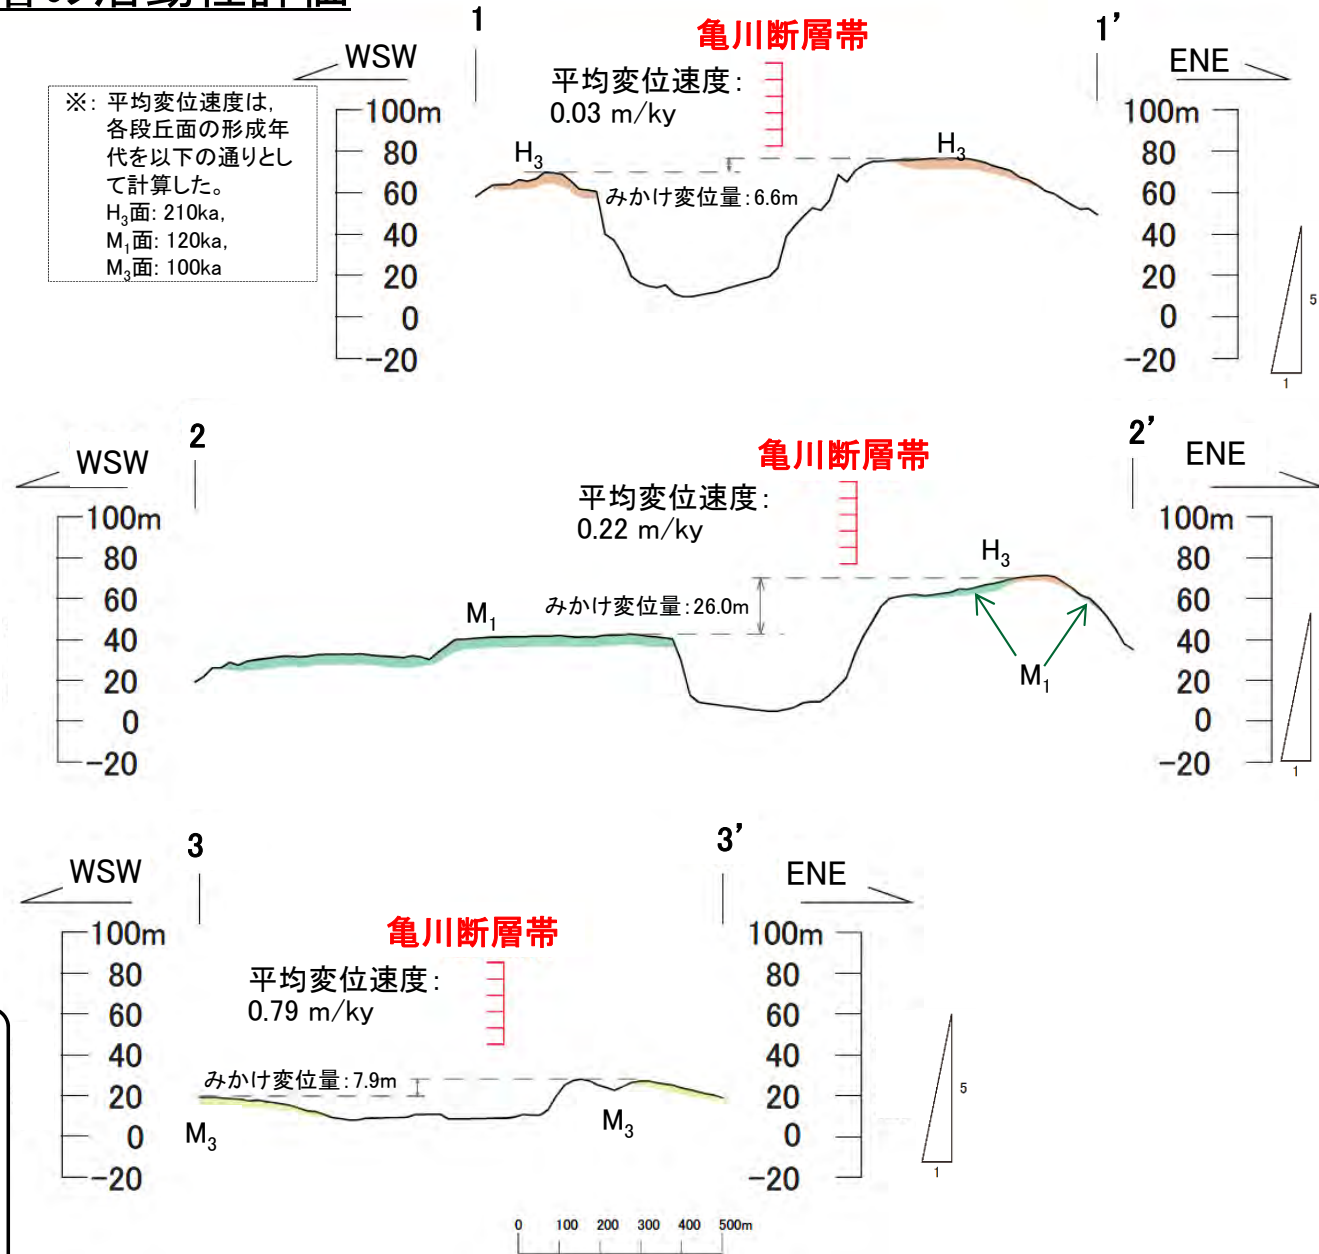 の活動性評価
1
亀川断層帯
1'
WSW
ENE
平均変位速度:
0.03 m/ky
※: 平均変位速度は,
各段丘面の形成年
代を以下の通りとし
て計算した。
H₃面: 210ka,
M₁面: 120ka,
M₃面: 100ka
100m
80
60
40
20
0
-20
H₃
みかけ変位量:6.6m
H₃
100m
80
60
40
20
0
-20
5
1
2
亀川断層帯
2'
WSW
ENE
平均変位速度:
0.22 m/ky
100m
80
60
40
20
0
-20
M₁
みかけ変位量:26.0m
H₃
M₁
100m
80
60
40
20
0
-20
1
3
3'
WSW
ENE
亀川断層帯
平均変位速度:
0.79 m/ky
100m
80
60
40
20
0
-20
みかけ変位量:7.9m
M₃
M₃
100m
80
60
40
20
0
-20
5
1
0 100 200 300 400 500m